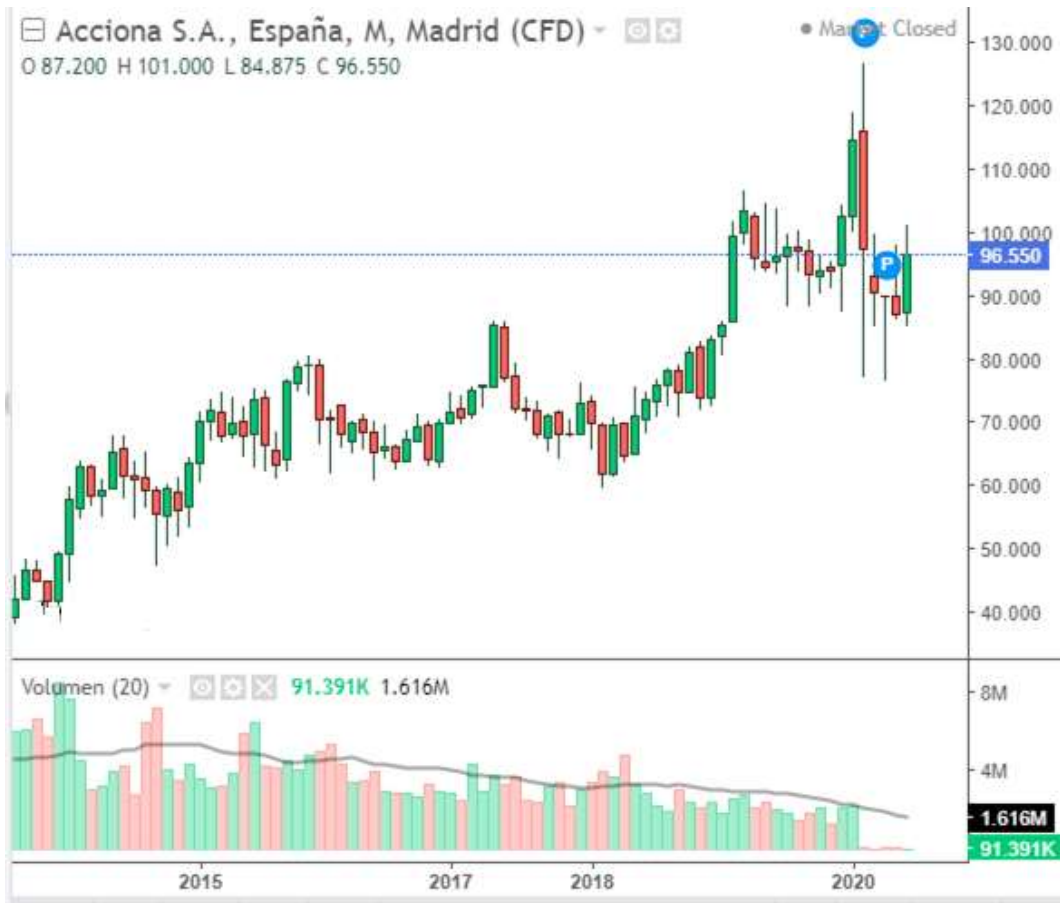 Acciona S.A., España, M, Madrid (CFD)
Market Closed
P
O 87.200 H 101.000 L 84.875 C 96.550
130.000
120.000
110.000
100.000
96.550
P
90.000
80.000
70.000
60.000
50.000
40.000
Volumen (20) 91.391K 1.616M
8M
4M
1.616M
91.391K
2015 2017 2018 2020